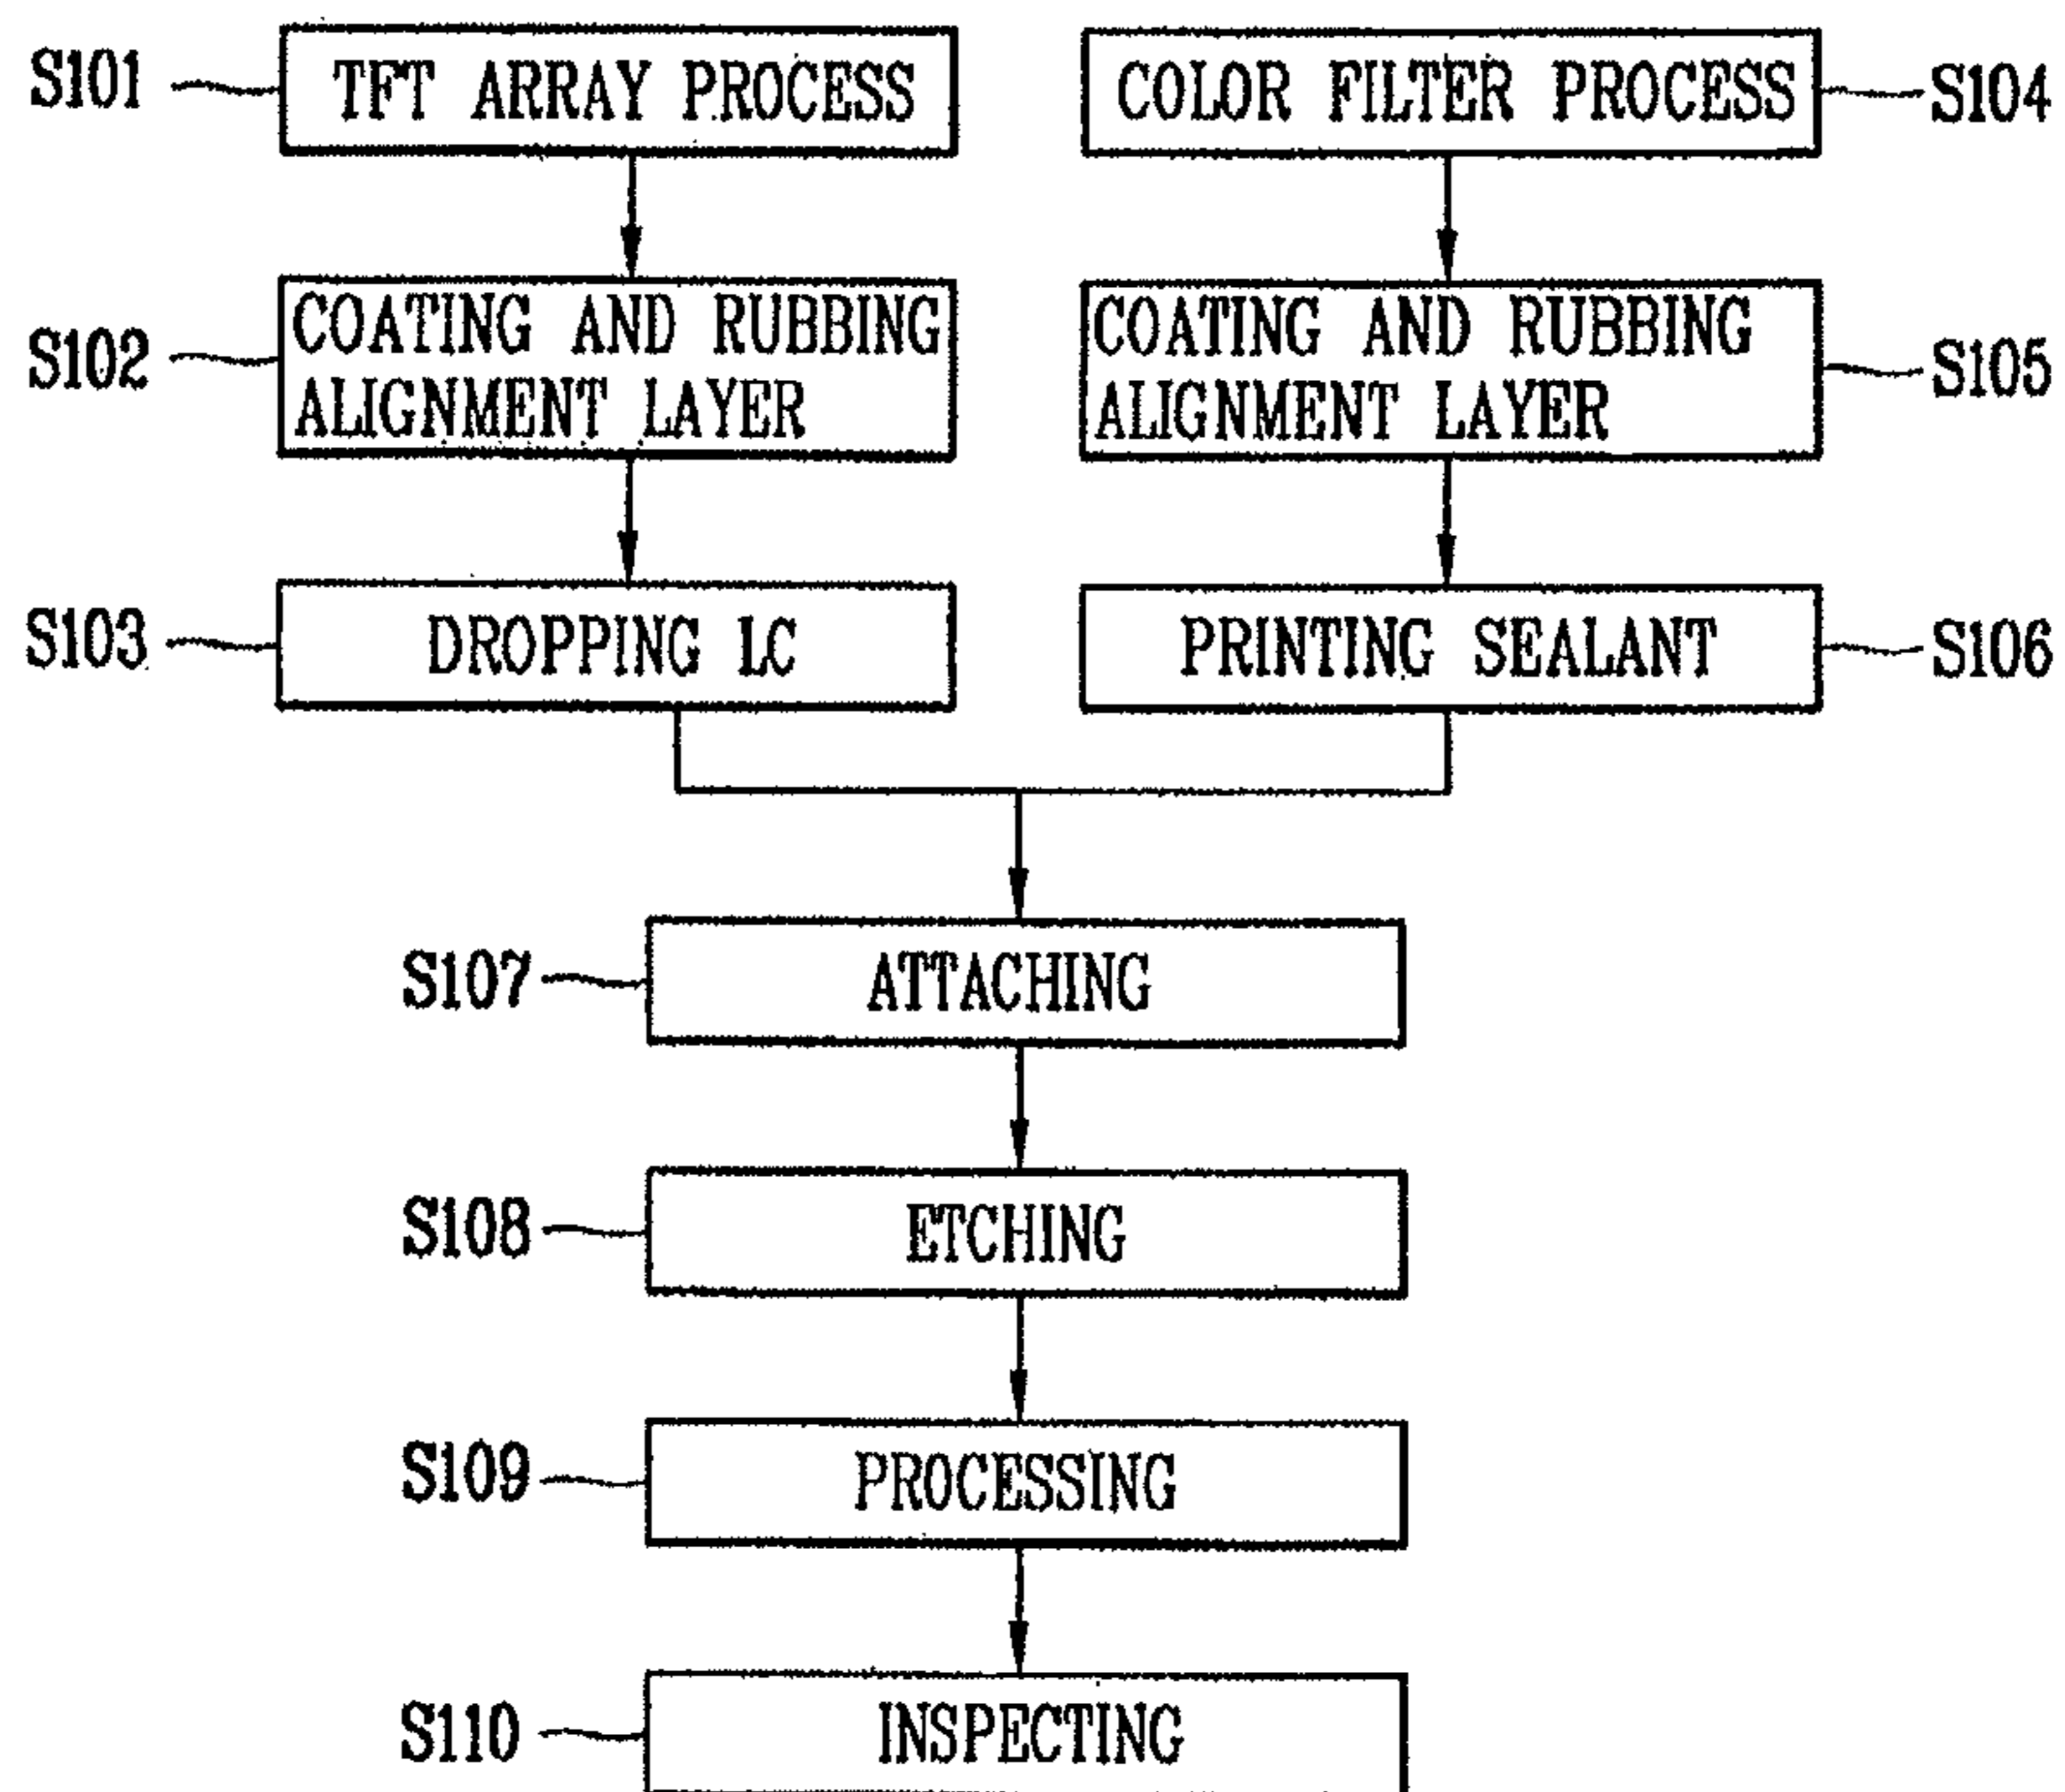 S101
TFT ARRAY PROCESS
COLOR FILTER PROCESS
S104
S102
COATING AND RUBBING
ALIGNMENT LAYER
COATING AND RUBBING
ALIGNMENT LAYER
S105
S103
DROPPING LC
PRINTING SEALANT
S106
S107
ATTACHING
S108
ETCHING
S109
PROCESSING
S110
INSPECTING